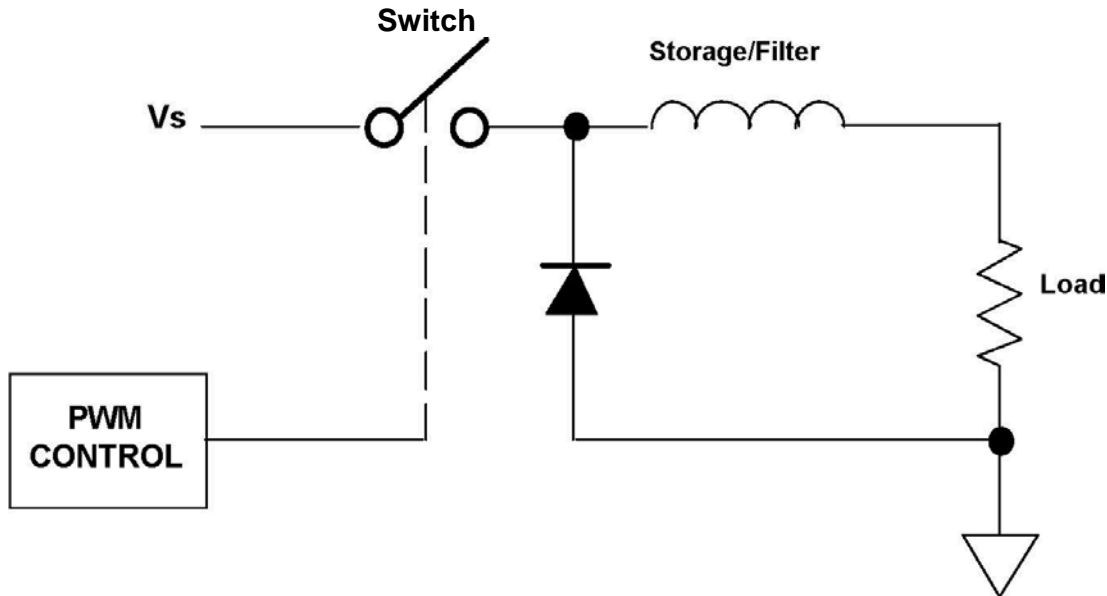 Switch
Storage/Filter
Vs
Load
PWM
CONTROL